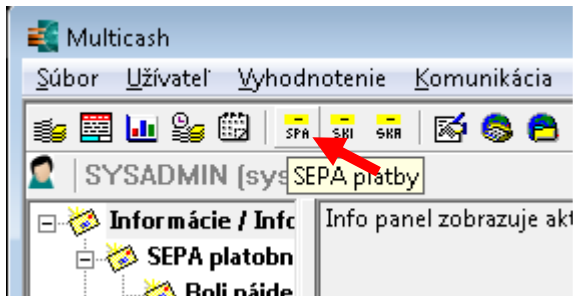 Multicash
Súbor Užívateľ Vyhodnotenie Komunikácia
SPA SKI SKA
SYSADMIN (sys
SEPA platby
Informácie / Info
Info panel zobrazuje akt
SEPA platobn
Boli nájde